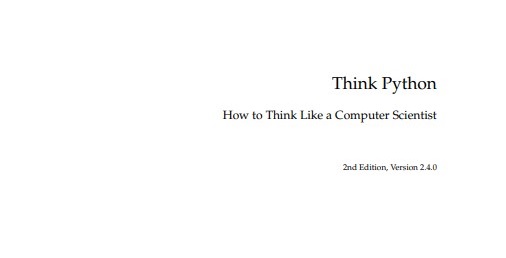 Think Python
How to Think Like a Computer Scientist
2nd Edition, Version 2.4.0